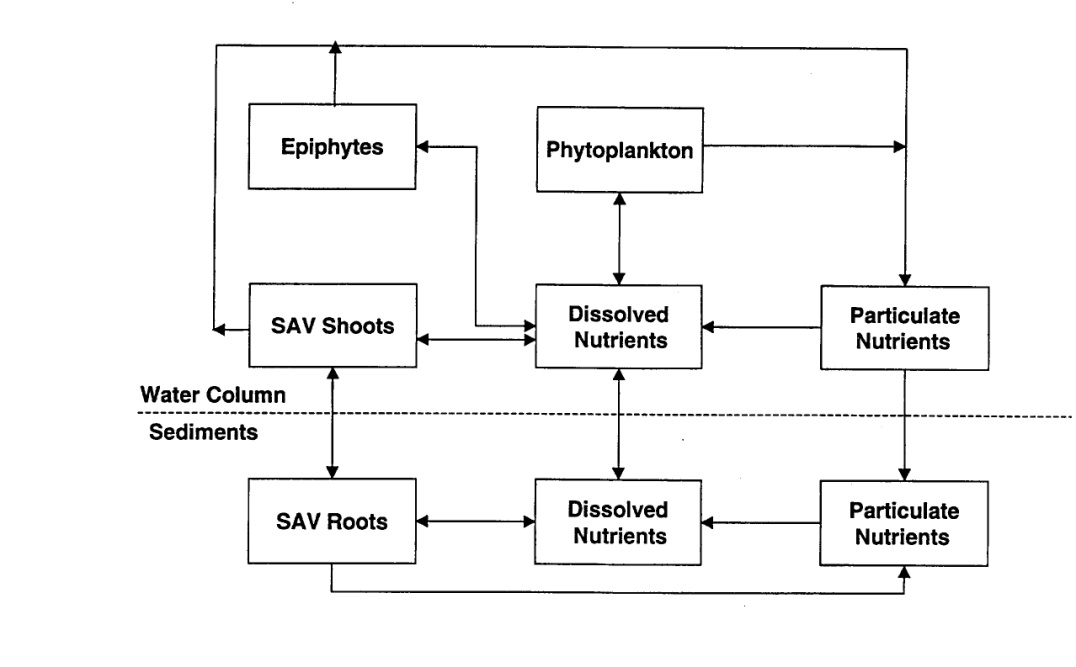 Epiphytes
Phytoplankton
SAV Shoots
Dissolved
Nutrients
Particulate
Nutrients
Water Column
Sediments
SAV Roots
Dissolved
Nutrients
Particulate
Nutrients